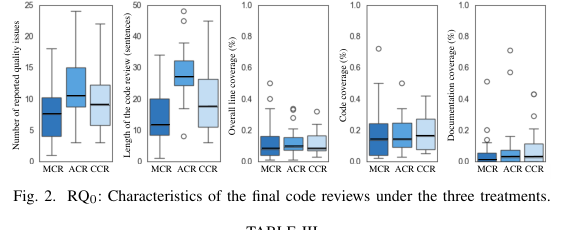 Number of reported quality issues
25
20
15
10
5
0
MCR ACR CCR
Length of the code review (sentences)
50
40
30
20
10
0
MCR ACR CCR
Overall line coverage (%)
1.0
0.8
0.6
0.4
0.2
0.0
MCR ACR CCR
Code coverage (%)
1.0
0.8
0.6
0.4
0.2
0.0
MCR ACR CCR
Documentation coverage (%)
1.0
0.8
0.6
0.4
0.2
0.0
MCR ACR CCR
Fig. 2. RQ0: Characteristics of the final code reviews under the three treatments.
TABLE III